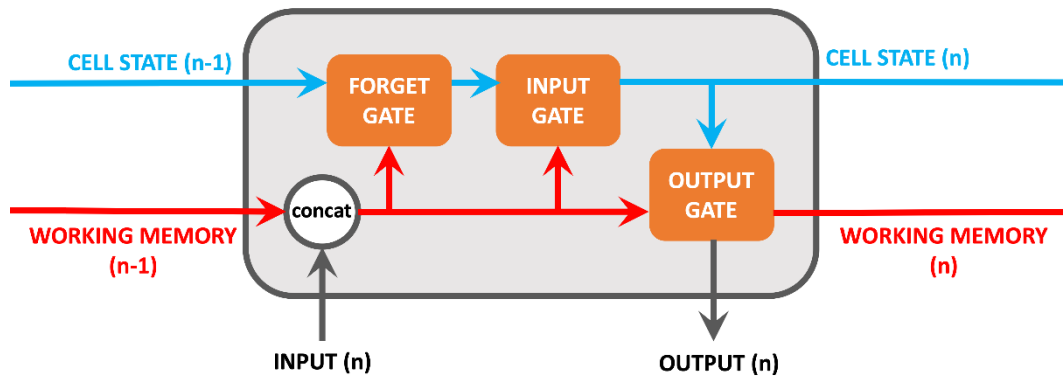 CELL STATE (n-1)
CELL STATE (n)
FORGET
GATE
INPUT
GATE
concat
OUTPUT
GATE
WORKING MEMORY
(n-1)
WORKING MEMORY
(n)
INPUT (n)
OUTPUT (n)